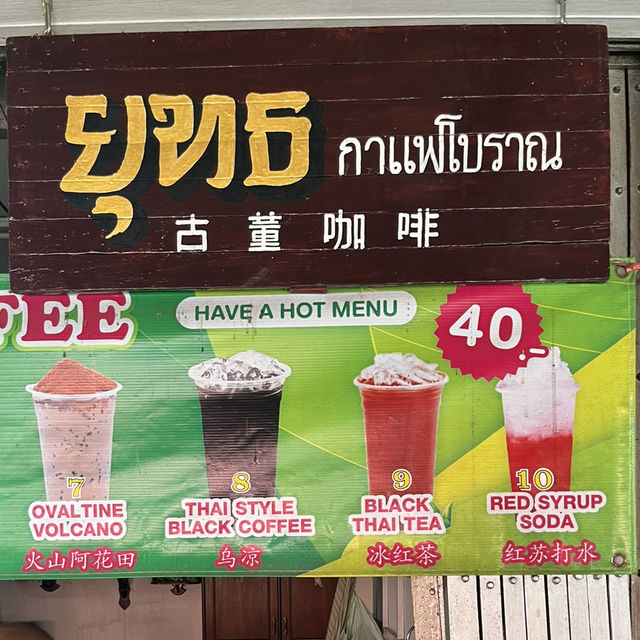 ยุทธ กาแฟโบราณ
古董咖啡
FEE
HAVE A HOT MENU
40.-
7
OVALTINE
VOLCANO
火山阿花田
8
THAI STYLE
BLACK COFFEE
乌凉
9
BLACK
THAI TEA
冰红茶
10
RED SYRUP
SODA
红苏打水